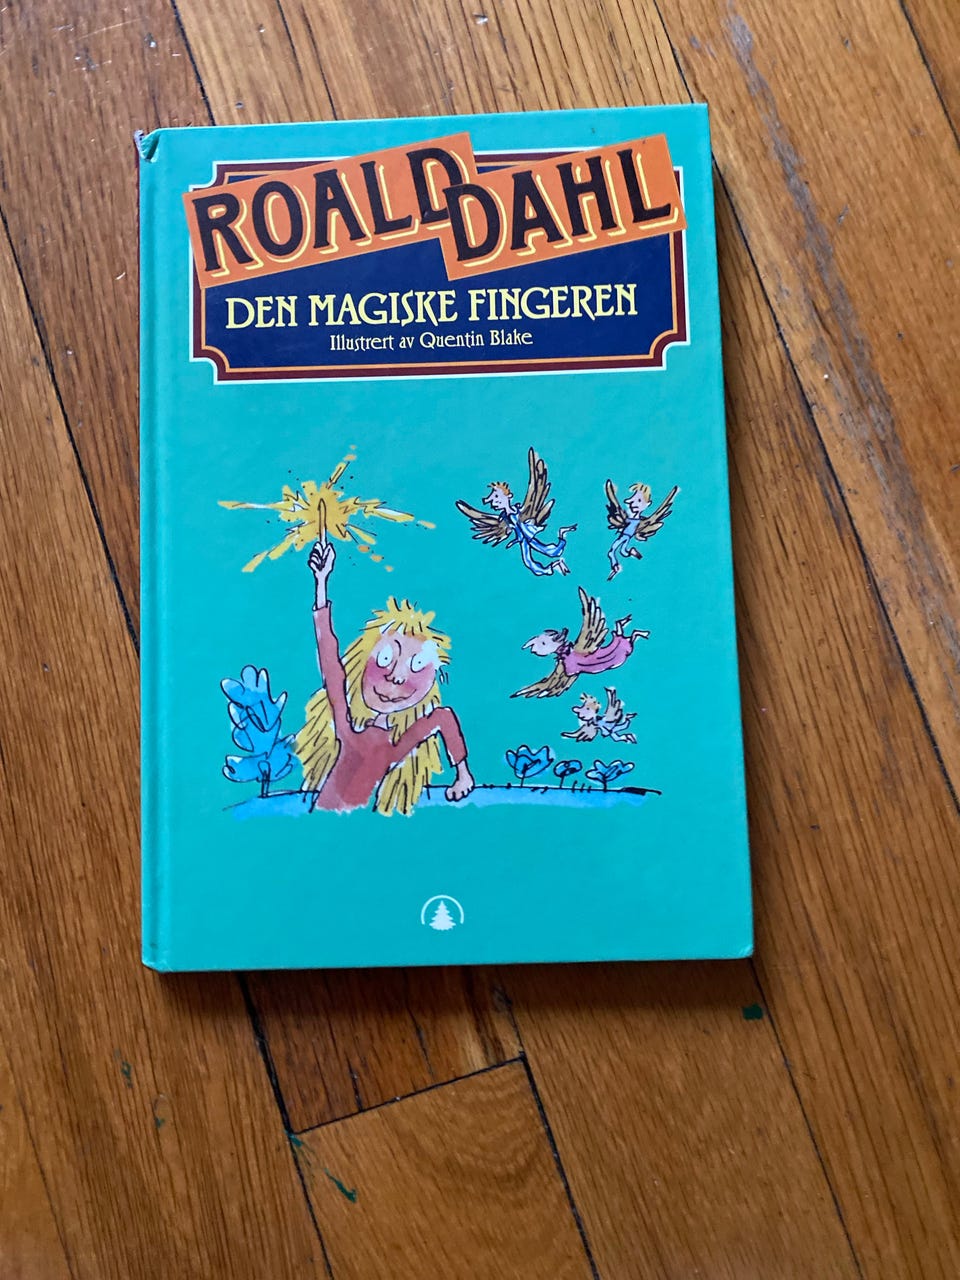 ROALD DAHL
DEN MAGISKE FINGEREN
Illustrert av Quentin Blake